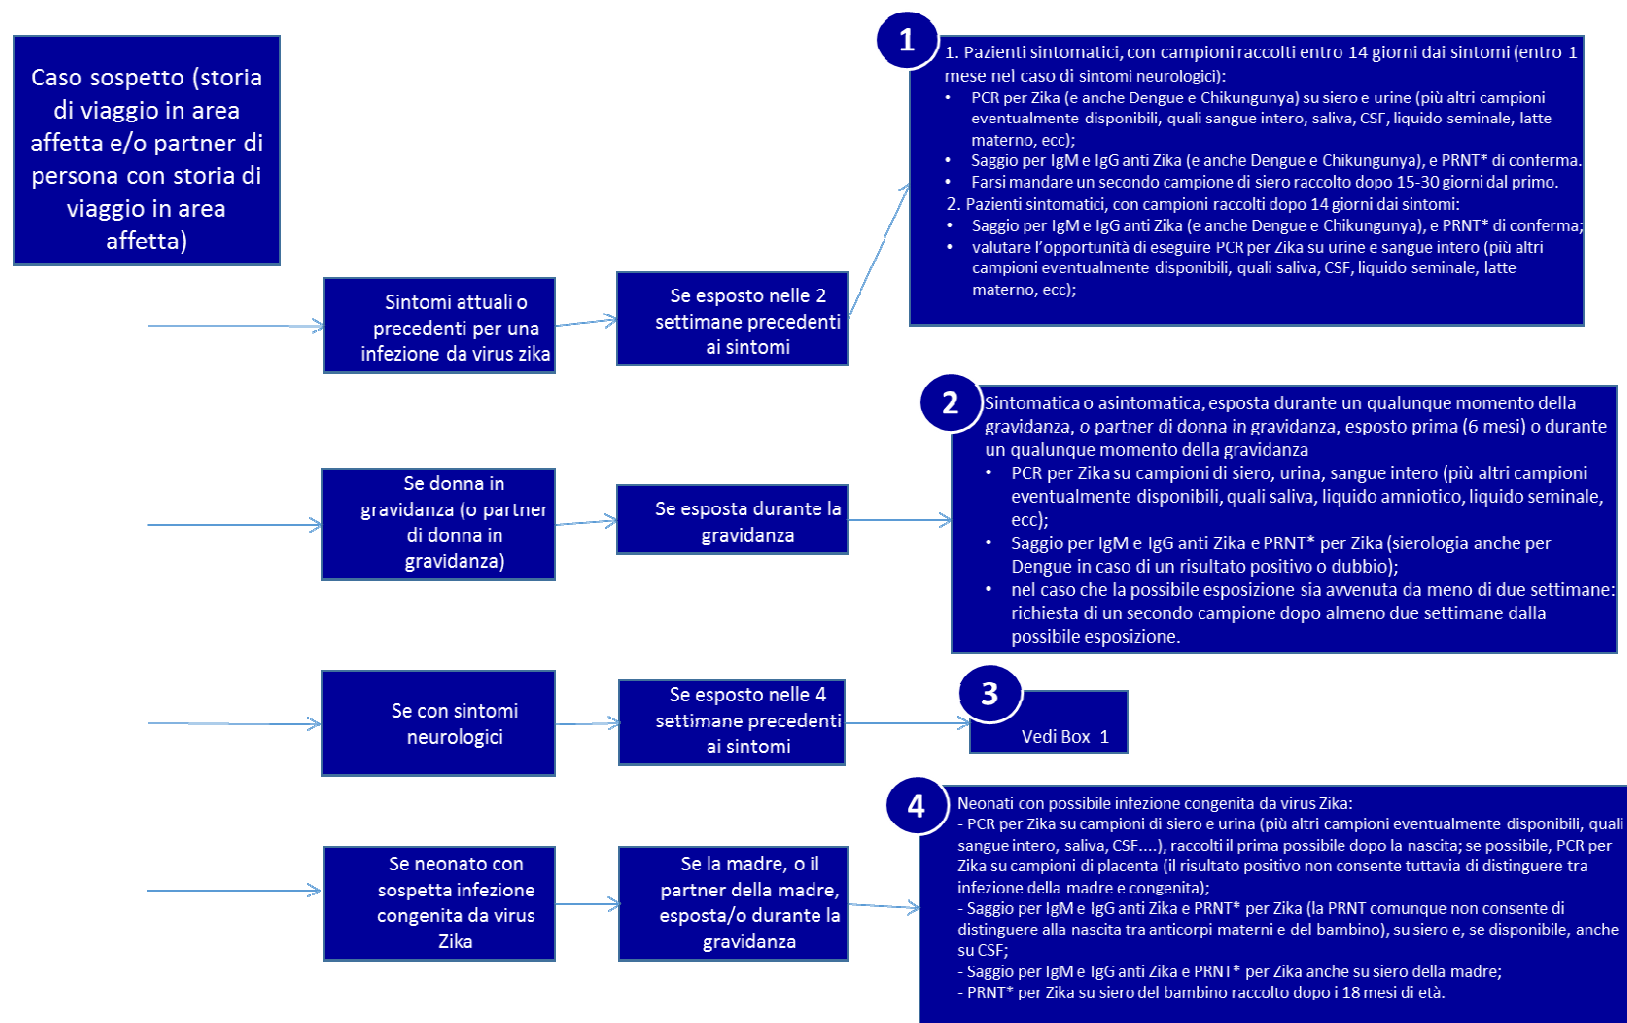 Caso sospetto (storia
di viaggio in area
affetta e/o partner di
persona con storia di
viaggio in area
affetta)
1
1. Pazienti sintomatici, con campioni raccolti entro 14 giorni dai sintomi (entro 1
mese nel caso di sintomi neurologici):
• PCR per Zika (e anche Dengue e Chikungunya) su siero e urine (più altri campioni
eventualmente disponibili, quali sangue intero, saliva, CSF, liquido seminale, latte
materno, ecc);
• Saggio per IgM e IgG anti Zika (e anche Dengue e Chikungunya), e PRNT* di conferma.
• Farsi mandare un secondo campione di siero raccolto dopo 15-30 giorni dal primo.
2. Pazienti sintomatici, con campioni raccolti dopo 14 giorni dai sintomi:
• Saggio per IgM e IgG anti Zika (e anche Dengue e Chikungunya), e PRNT* di conferma;
• valutare l’opportunità di eseguire PCR per Zika su urine e sangue intero (più altri
campioni eventualmente disponibili, quali saliva, CSF, liquido seminale, latte
materno, ecc);
Sintomi attuali o
precedenti per una
infezione da virus zika
Se esposto nelle 2
settimane precedenti
ai sintomi
2
Sintomatica o asintomatica, esposta durante un qualunque momento della
gravidanza, o partner di donna in gravidanza, esposto prima (6 mesi) o durante
un qualunque momento della gravidanza
• PCR per Zika su campioni di siero, urina, sangue intero (più altri campioni
eventualmente disponibili, quali saliva, liquido amniotico, liquido seminale,
ecc);
• Saggio per IgM e IgG anti Zika e PRNT* per Zika (sierologia anche per
Dengue in caso di un risultato positivo o dubbio);
• nel caso che la possibile esposizione sia avvenuta da meno di due settimane:
richiesta di un secondo campione dopo almeno due settimane dalla
possibile esposizione.
Se donna in
gravidanza (o partner
di donna in
gravidanza)
Se esposta durante la
gravidanza
Se con sintomi
neurologici
Se esposto nelle 4
settimane precedenti
ai sintomi
3
Vedi Box 1
Se neonato con
sospetta infezione
congenita da virus
Zika
Se la madre, o il
partner della madre,
esposta/o durante la
gravidanza
4
Neonati con possibile infezione congenita da virus Zika:
- PCR per Zika su campioni di siero e urina (più altri campioni eventualmente disponibili, quali
sangue intero, saliva, CSF....), raccolti il prima possibile dopo la nascita; se possibile, PCR per
Zika su campioni di placenta (il risultato positivo non consente tuttavia di distinguere tra
infezione della madre e congenita);
- Saggio per IgM e IgG anti Zika e PRNT* per Zika (la PRNT comunque non consente di
distinguere alla nascita tra anticorpi materni e del bambino), su siero e, se disponibile, anche
su CSF;
- Saggio per IgM e IgG anti Zika e PRNT* per Zika anche su siero della madre;
- PRNT* per Zika su siero del bambino raccolto dopo i 18 mesi di età.